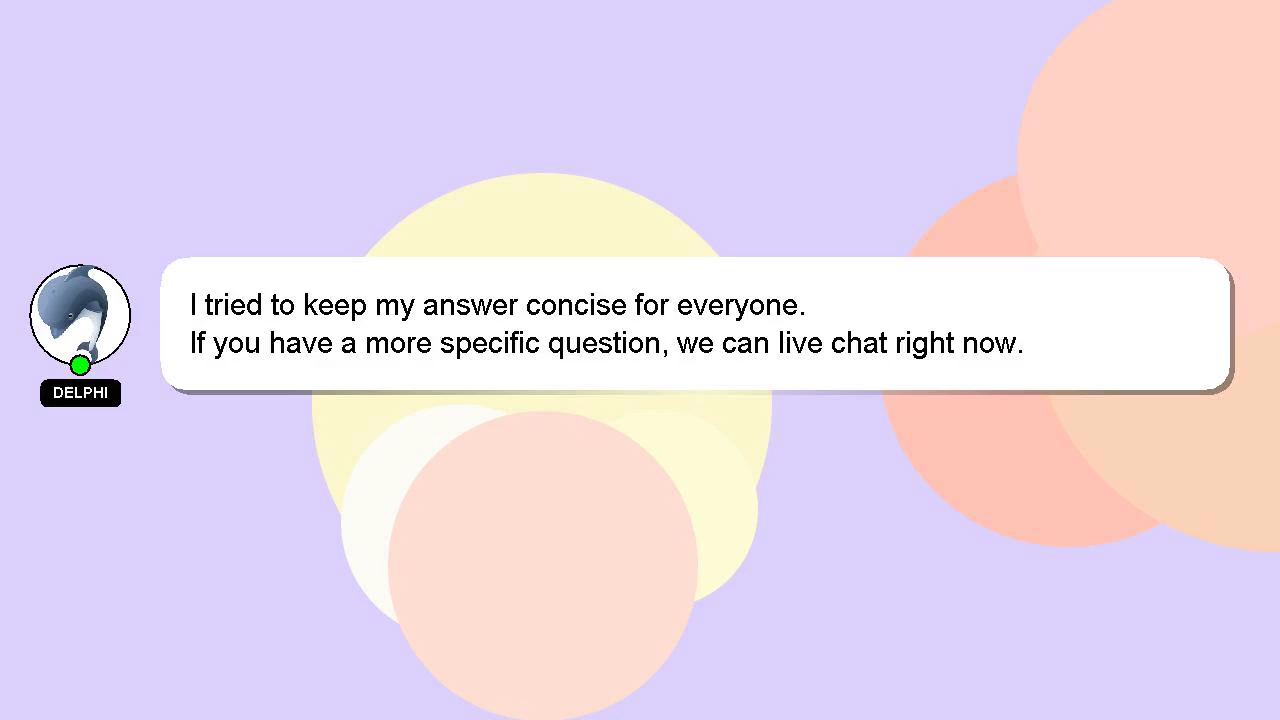 I tried to keep my answer concise for everyone.
If you have a more specific question, we can live chat right now.
DELPHI